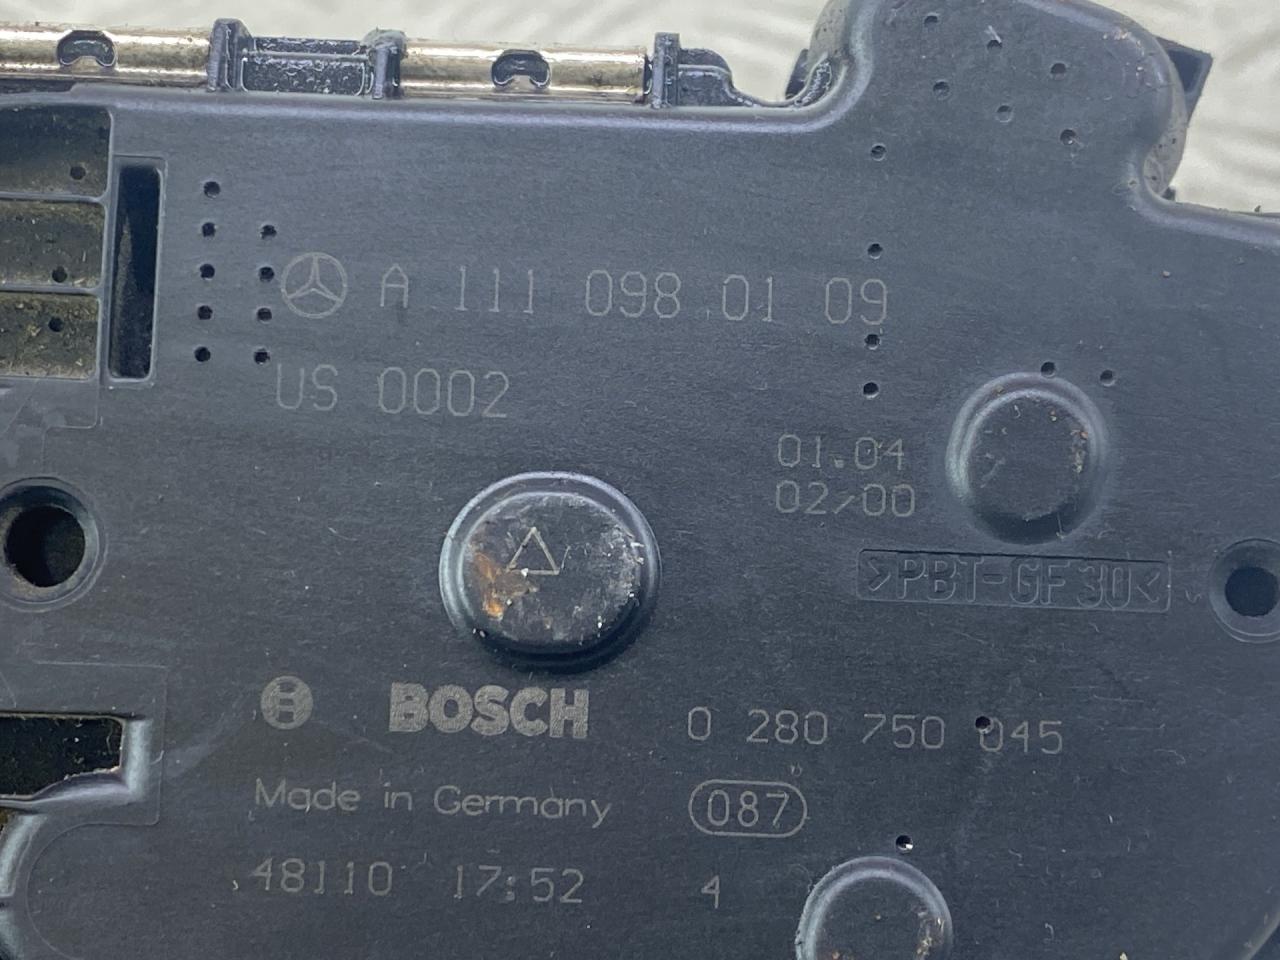 A 111 098 01 09
US 0002
01.04
02/00
>PBT-GF30<
BOSCH 0 280 750 045
Made in Germany 087
48110 17:52 4